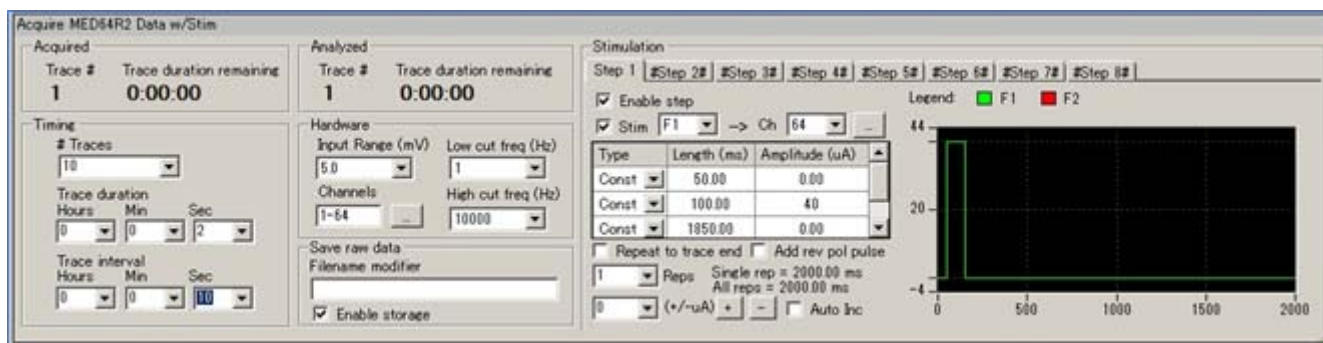 Acquire MED64R2 Data w/Stim
Acquired
Trace # Trace duration remaining
1 0:00:00
Timing
# Traces
10
Trace duration
Hours Min Sec
0 0 2
Trace interval
Hours Min Sec
0 0 10
Analyzed
Trace # Trace duration remaining
1 0:00:00
Hardware
Input Range (mV) Low cut freq (Hz)
5.0 1
Channels High cut freq (Hz)
1-64 ... 10000
Save raw data
Filename modifier
Enable storage
Stimulation
Step 1 #Step 2# #Step 3# #Step 4# #Step 5# #Step 6# #Step 7# #Step 8#
Enable step
Stim F1 -> Ch 64 ...
Type Length (ms) Amplitude (uA)
Const 50.00 0.00
Const 100.00 40
Const 1850.00 0.00
Repeat to trace end Add rev pol pulse
1 Reps Single rep = 2000.00 ms
All reps = 2000.00 ms
0 (+/-uA) + - Auto Inc
Legend: F1 F2
44
20
-4
0 500 1000 1500 2000